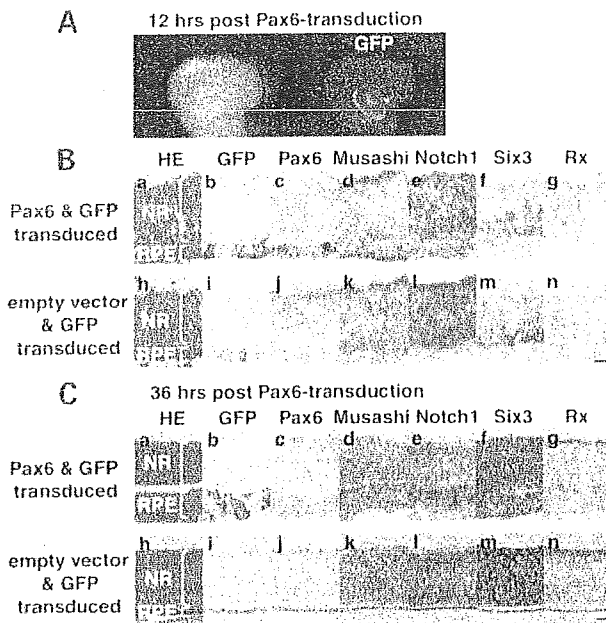 A
12 hrs post Pax6-transduction
GFP
B
HE GFP Pax6 Musashi Notch1 Six3 Rx
a b c d e f g
Pax6 & GFP
transduced
NR
RPE
h i j k l m n
empty vector
& GFP
transduced
NR
RPE
C
36 hrs post Pax6-transduction
HE GFP Pax6 Musashi Notch1 Six3 Rx
a b c d e f g
Pax6 & GFP
transduced
NR
RPE
h i j k l m n
empty vector
& GFP
transduced
NR
RPE